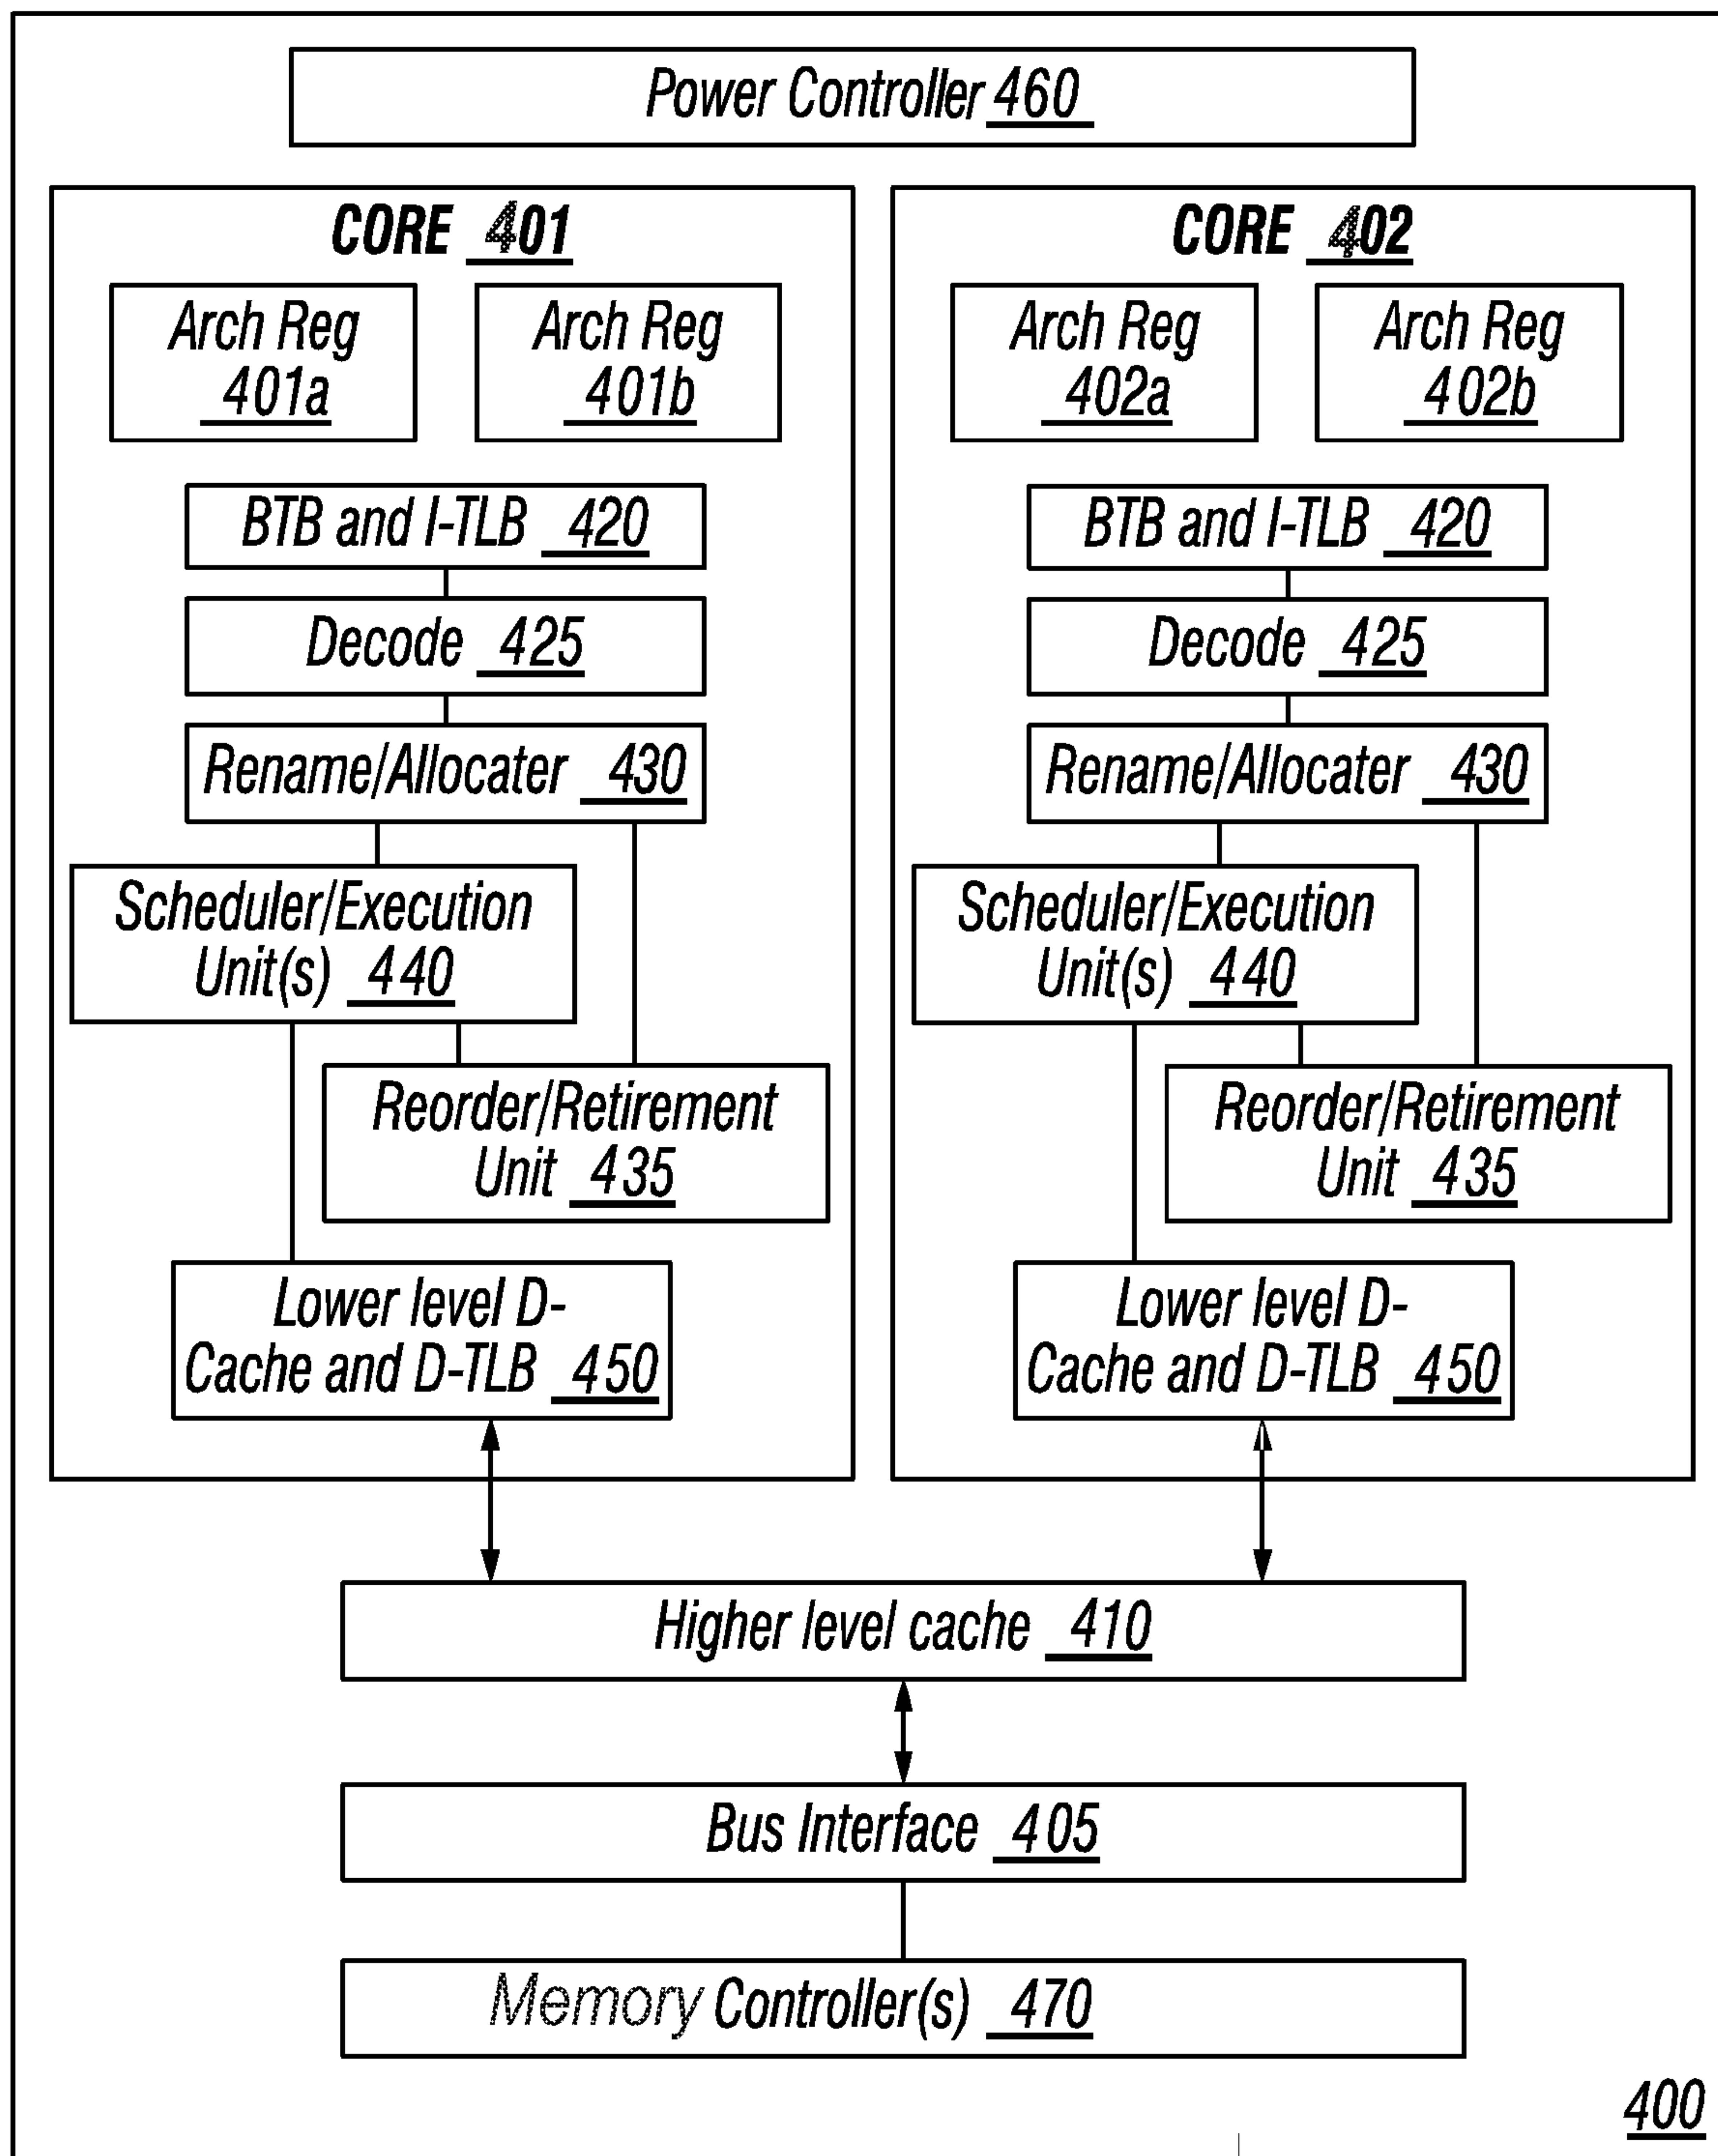 Power Controller 460
CORE 401
Arch Reg
401a
Arch Reg
401b
BTB and I-TLB 420
Decode 425
Rename/Allocater 430
Scheduler/Execution
Unit(s) 440
Reorder/Retirement
Unit 435
Lower level D-
Cache and D-TLB 450
CORE 402
Arch Reg
402a
Arch Reg
402b
BTB and I-TLB 420
Decode 425
Rename/Allocater 430
Scheduler/Execution
Unit(s) 440
Reorder/Retirement
Unit 435
Lower level D-
Cache and D-TLB 450
Higher level cache 410
Bus Interface 405
Memory Controller(s) 470
400